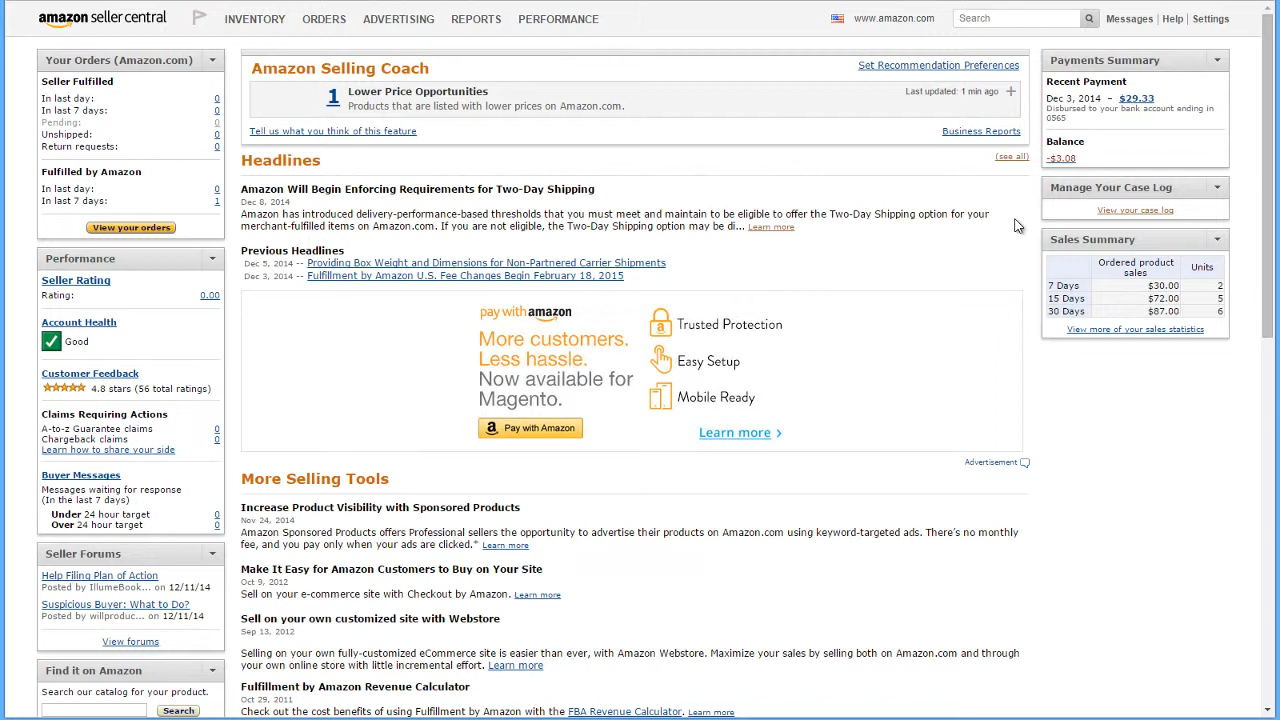 amazon seller central
INVENTORY ORDERS ADVERTISING REPORTS PERFORMANCE
www.amazon.com
Search
Messages | Help | Settings
Your Orders (Amazon.com)
Seller Fulfilled
In last day: 0
In last 7 days: 0
Pending: 0
Unshipped: 0
Return requests: 0
Fulfilled by Amazon
In last day: 0
In last 7 days: 1
View your orders
Performance
Seller Rating
Rating: 0.00
Account Health
Good
Customer Feedback
4.8 stars (56 total ratings)
Claims Requiring Actions
A-to-z Guarantee claims 0
Chargeback claims 0
Learn how to share your side
Buyer Messages
Messages waiting for response
(In the last 7 days)
Under 24 hour target 0
Over 24 hour target 0
Seller Forums
Help Filing Plan of Action
Posted by IllumeBook... on 12/11/14
Suspicious Buyer: What to Do?
Posted by willproduc... on 12/11/14
View forums
Find it on Amazon
Search our catalog for your product.
Search
Amazon Selling Coach
Set Recommendation Preferences
1 Lower Price Opportunities
Last updated: 1 min ago
Products that are listed with lower prices on Amazon.com.
Tell us what you think of this feature
Business Reports
Headlines
(see all)
Amazon Will Begin Enforcing Requirements for Two-Day Shipping
Dec 8, 2014
Amazon has introduced delivery-performance-based thresholds that you must meet and maintain to be eligible to offer the Two-Day Shipping option for your
merchant-fulfilled items on Amazon.com. If you are not eligible, the Two-Day Shipping option may be di... Learn more
Previous Headlines
Dec 5, 2014 -- Providing Box Weight and Dimensions for Non-Partnered Carrier Shipments
Dec 3, 2014 -- Fulfillment by Amazon U.S. Fee Changes Begin February 18, 2015
pay with amazon
More customers.
Less hassle.
Now available for
Magento.
a Pay with Amazon
Trusted Protection
Easy Setup
Mobile Ready
Learn more ›
Advertisement
More Selling Tools
Increase Product Visibility with Sponsored Products
Nov 24, 2014
Amazon Sponsored Products offers Professional sellers the opportunity to advertise their products on Amazon.com using keyword-targeted ads. There's no monthly
fee, and you pay only when your ads are clicked.* Learn more
Make It Easy for Amazon Customers to Buy on Your Site
Oct 9, 2012
Sell on your e-commerce site with Checkout by Amazon. Learn more
Sell on your own customized site with Webstore
Sep 13, 2012
Selling on your own fully-customized eCommerce site is easier than ever, with Amazon Webstore. Maximize your sales by selling both on Amazon.com and through
your own online store with little incremental effort. Learn more
Fulfillment by Amazon Revenue Calculator
Oct 29, 2011
Check out the cost benefits of using Fulfillment by Amazon with the FBA Revenue Calculator. Learn more
Payments Summary
Recent Payment
Dec 3, 2014 - $29.33
Disbursed to your bank account ending in
0565
Balance
-$3.08
Manage Your Case Log
View your case log
Sales Summary
Ordered product
sales
Units
7 Days $30.00 2
15 Days $72.00 5
30 Days $87.00 6
View more of your sales statistics